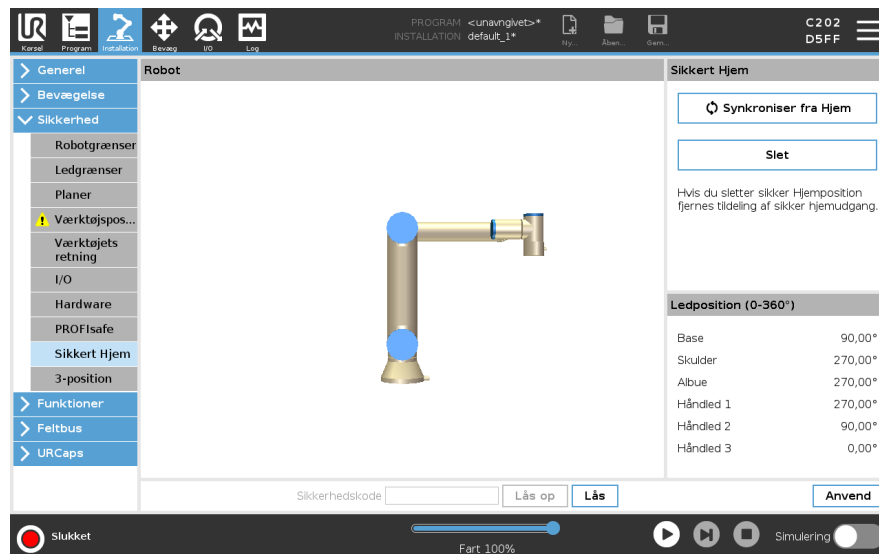 PROGRAM <unavngivet>*
INSTALLATION default_1*
Kørsel
Program
Installation
Bevæg
I/O
Log
Ny...
Åben...
Gem...
C202
D5FF
Generel
Bevægelse
Sikkerhed
Robotgrænser
Ledgrænser
Planer
Værktøjspos...
Værktøjets
retning
I/O
Hardware
PROFIsafe
Sikkert Hjem
3-position
Funktioner
Feltbus
URCaps
Robot
Sikkert Hjem
Synkroniser fra Hjem
Slet
Hvis du sletter sikker Hjemposition
fjernes tildeling af sikker hjemudgang.
Ledposition (0-360°)
Base 90,00°
Skulder 270,00°
Albue 270,00°
Håndled 1 270,00°
Håndled 2 90,00°
Håndled 3 0,00°
Sikkerhedskode
Lås op
Lås
Anvend
Slukket
Fart 100%
Simulering